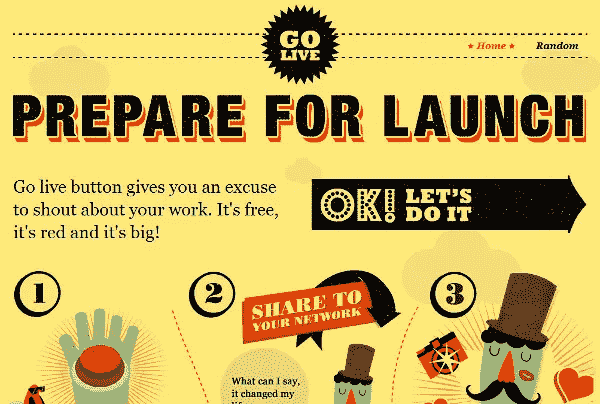 GO
LIVE
★ Home ★ Random
PREPARE FOR LAUNCH
Go live button gives you an excuse
to shout about your work. It's free,
it's red and it's big!
OK! LET'S
DO IT
1
2
SHARE TO
YOUR NETWORK
3
What can I say,
it changed my